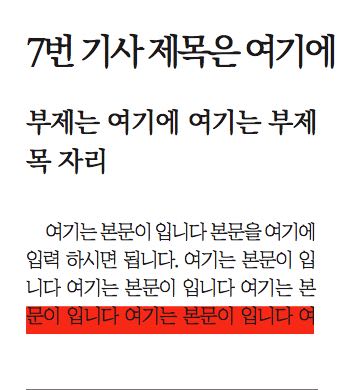 7번 기사 제목은 여기에
부제는 여기에 여기는 부제
목 자리
여기는 본문이 입니다 본문을 여기에
입력 하시면 됩니다. 여기는 본문이 입
니다 여기는 본문이 입니다 여기는 본
문이 입니다 여기는 본문이 입니다 여